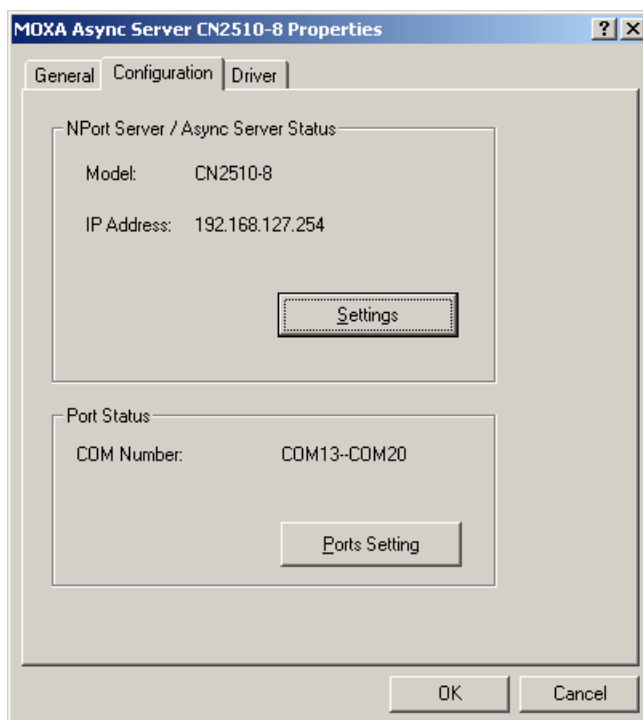 MOXA Async Server CN2510-8 Properties
General Configuration Driver
NPort Server / Async Server Status
Model: CN2510-8
IP Address: 192.168.127.254
Settings
Port Status
COM Number: COM13--COM20
Ports Setting
OK Cancel